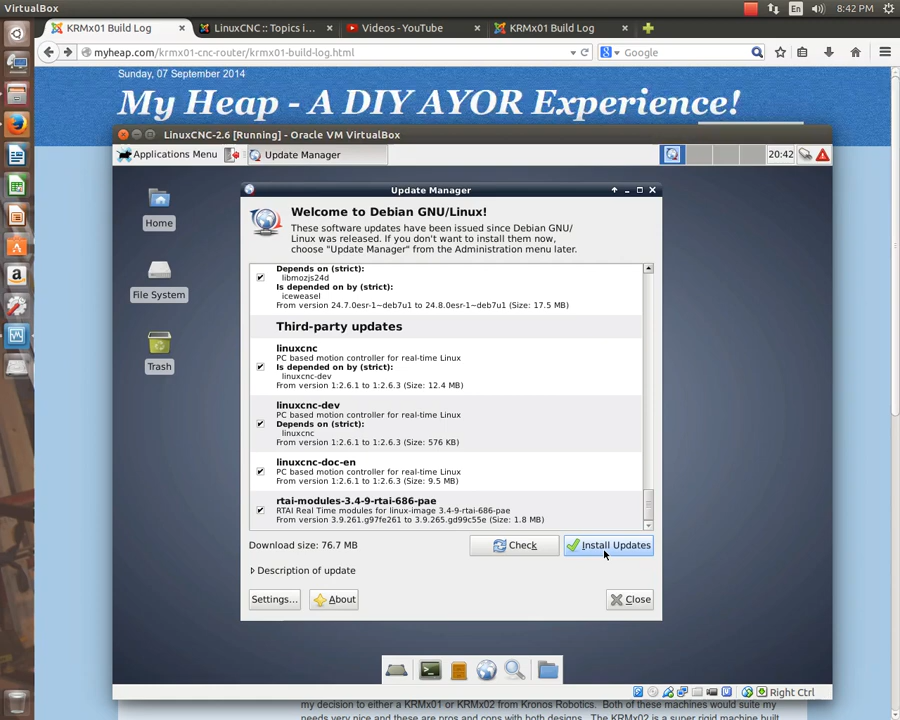 VirtualBox
En
8:42 PM
KRMx01 Build Log
LinuxCNC :: Topics i...
Videos - YouTube
KRMx01 Build Log
myheap.com/krmx01-cnc-router/krmx01-build-log.html
Google
Sunday, 07 September 2014
My Heap - A DIY AYOR Experience!
LinuxCNC-2.6 [Running] - Oracle VM VirtualBox
Applications Menu
Update Manager
20:42
Home
File System
Trash
Update Manager
Welcome to Debian GNU/Linux!
These software updates have been issued since Debian GNU/
Linux was released. If you don't want to install them now,
choose "Update Manager" from the Administration menu later.
Depends on (strict):
libmozjs24d
Is depended on by (strict):
iceweasel
From version 24.7.0esr-1~deb7u1 to 24.8.0esr-1~deb7u1 (Size: 17.5 MB)
Third-party updates
linuxcnc
PC based motion controller for real-time Linux
Is depended on by (strict):
linuxcnc-dev
From version 1:2.6.1 to 1:2.6.3 (Size: 12.4 MB)
linuxcnc-dev
PC based motion controller for real-time Linux
Depends on (strict):
linuxcnc
From version 1:2.6.1 to 1:2.6.3 (Size: 576 KB)
linuxcnc-doc-en
PC based motion controller for real-time Linux
From version 1:2.6.1 to 1:2.6.3 (Size: 9.5 MB)
rtai-modules-3.4-9-rtai-686-pae
RTAI Real Time modules for linux-image 3.4-9-rtai-686-pae
From version 3.9.261.g97fe261 to 3.9.265.gd99c55e (Size: 1.8 MB)
Download size: 76.7 MB
Check
Install Updates
Description of update
Settings...
About
Close
Right Ctrl
my decision to either a KRMx01 or KRMx02 from Kronos Robotics. Both of these machines would suite my
needs very nice and these are pros and cons with both designs. The KRMx02 is a super rigid machine built